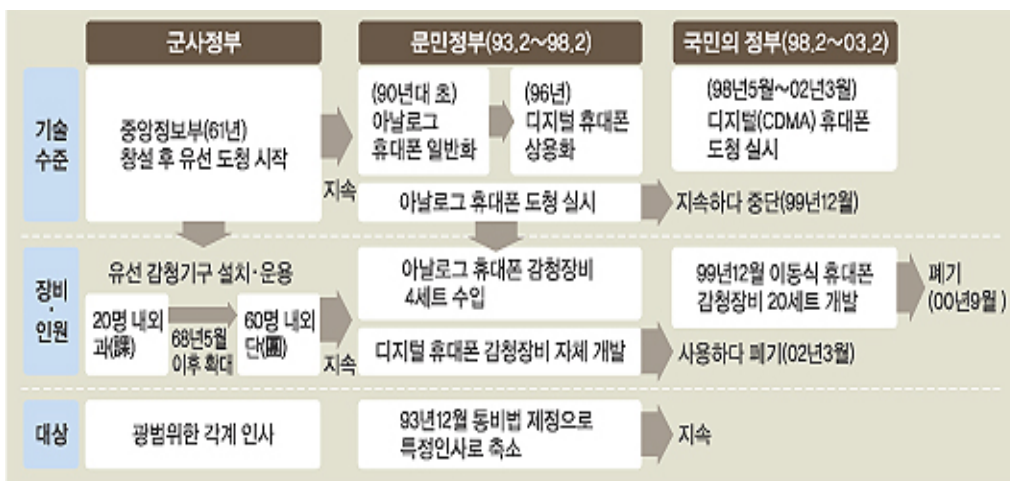 군사정부
문민정부(93.2~98.2)
국민의 정부(98.2~03.2)
기술
수준
중앙정보부(61년)
창설 후 유선 도청 시작
지속
(90년대 초)
아날로그
휴대폰 일반화
(96년)
디지털 휴대폰
상용화
아날로그 휴대폰 도청 실시
(98년5월~02년3월)
디지털(CDMA) 휴대폰
도청 실시
지속하다 중단(99년12월)
장비
·
인원
유선 감청기구 설치·운용
20명 내외
과(課)
68년5월
이후 확대
60명 내외
단(團)
지속
아날로그 휴대폰 감청장비
4세트 수입
디지털 휴대폰 감청장비 자체 개발
99년12월 이동식 휴대폰
감청장비 20세트 개발
폐기
(00년9월)
사용하다 폐기(02년3월)
대상
광범위한 각계 인사
93년12월 통비법 제정으로
특정인사로 축소
지속